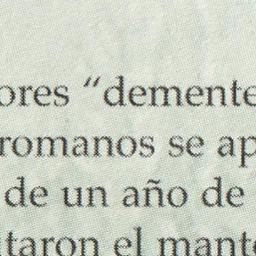 ores “demente
romanos se ap
de un año de
taron el mante